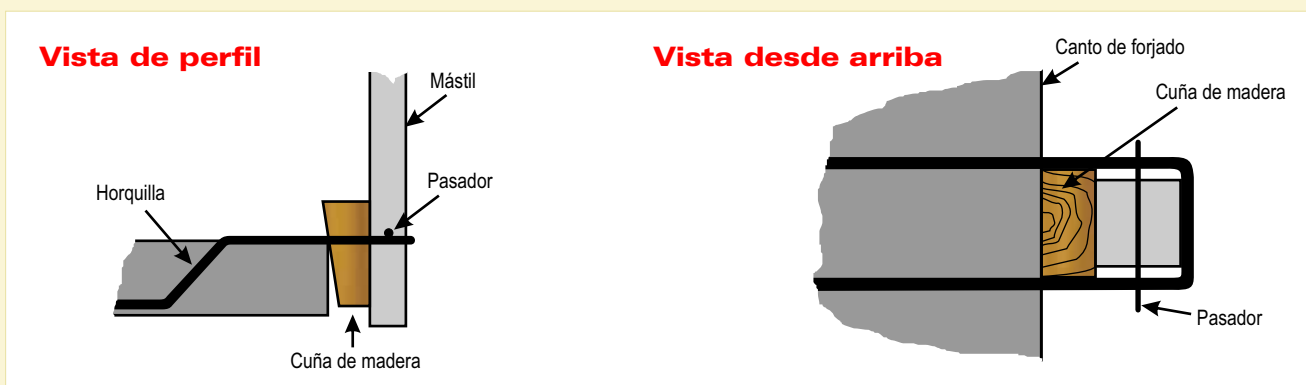 Vista de perfil
Mástil
Pasador
Horquilla
Cuña de madera
Vista desde arriba
Canto de forjado
Cuña de madera
Pasador